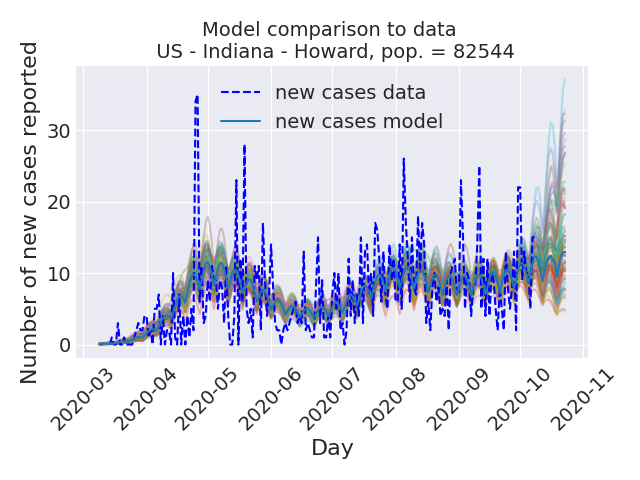 Model comparison to data
US - Indiana - Howard, pop. = 82544
new cases data
new cases model
Number of new cases reported
30
20
10
0
2020-03
2020-04
2020-05
2020-06
2020-07
2020-08
2020-09
2020-10
2020-11
Day